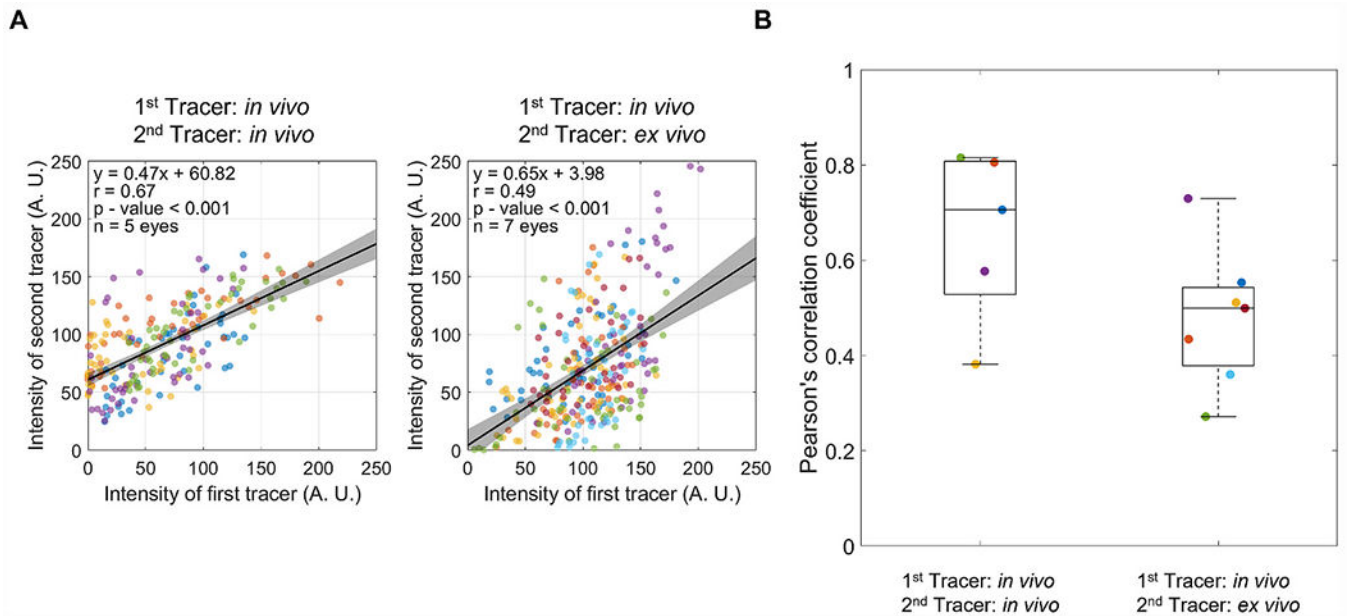 A
1st Tracer: in vivo
2nd Tracer: in vivo
Intensity of second tracer (A. U.)
250
200
150
100
50
0
y = 0.47x + 60.82
r = 0.67
p - value < 0.001
n = 5 eyes
0 50 100 150 200 250
Intensity of first tracer (A. U.)
1st Tracer: in vivo
2nd Tracer: ex vivo
Intensity of second tracer (A. U.)
250
200
150
100
50
0
y = 0.65x + 3.98
r = 0.49
p - value < 0.001
n = 7 eyes
0 50 100 150 200 250
Intensity of first tracer (A. U.)
B
Pearson's correlation coefficient
1
0.8
0.6
0.4
0.2
0
1st Tracer: in vivo
2nd Tracer: in vivo
1st Tracer: in vivo
2nd Tracer: ex vivo